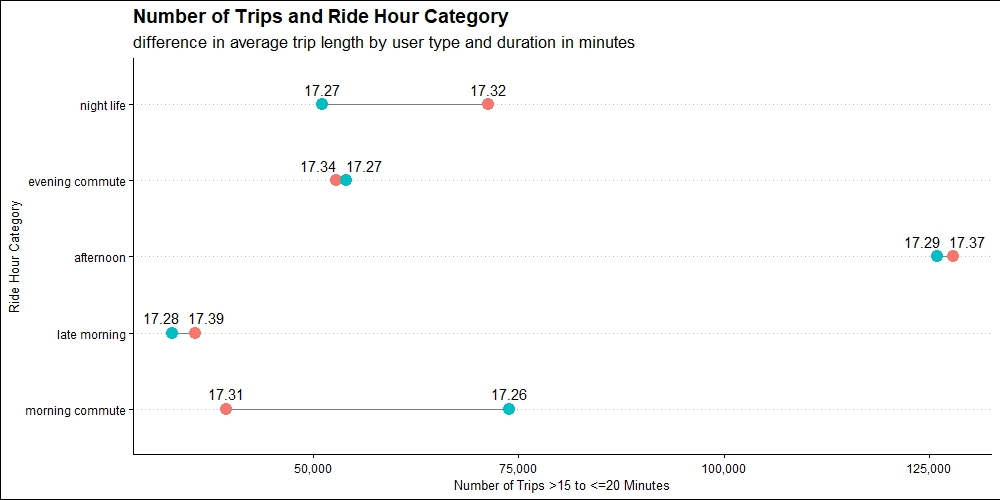 Number of Trips and Ride Hour Category
difference in average trip length by user type and duration in minutes
17.27 17.32
night life
17.34 17.27
evening commute
17.29 17.37
afternoon
17.28 17.39
late morning
17.31 17.26
morning commute
Ride Hour Category
50,000 75,000 100,000 125,000
Number of Trips >15 to <=20 Minutes